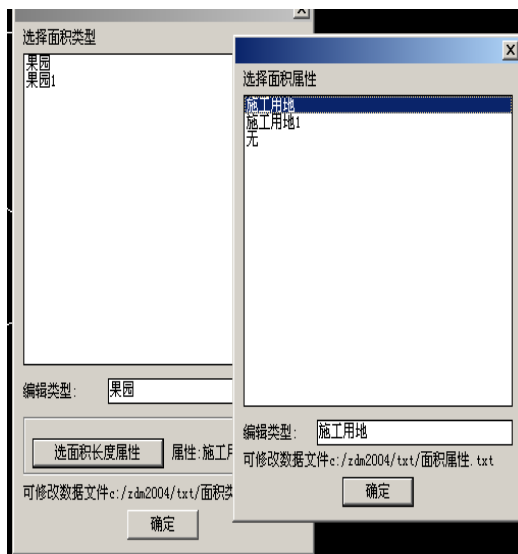 选择面积类型
果园
果园1
编辑类型:
果园
选面积长度属性
属性:施工用
可修改数据文件c:/zdm2004/txt/面积类
确定
选择面积属性
施工用地
施工用地1
无
编辑类型:
施工用地
可修改数据文件c:/zdm2004/txt/面积属性.txt
确定